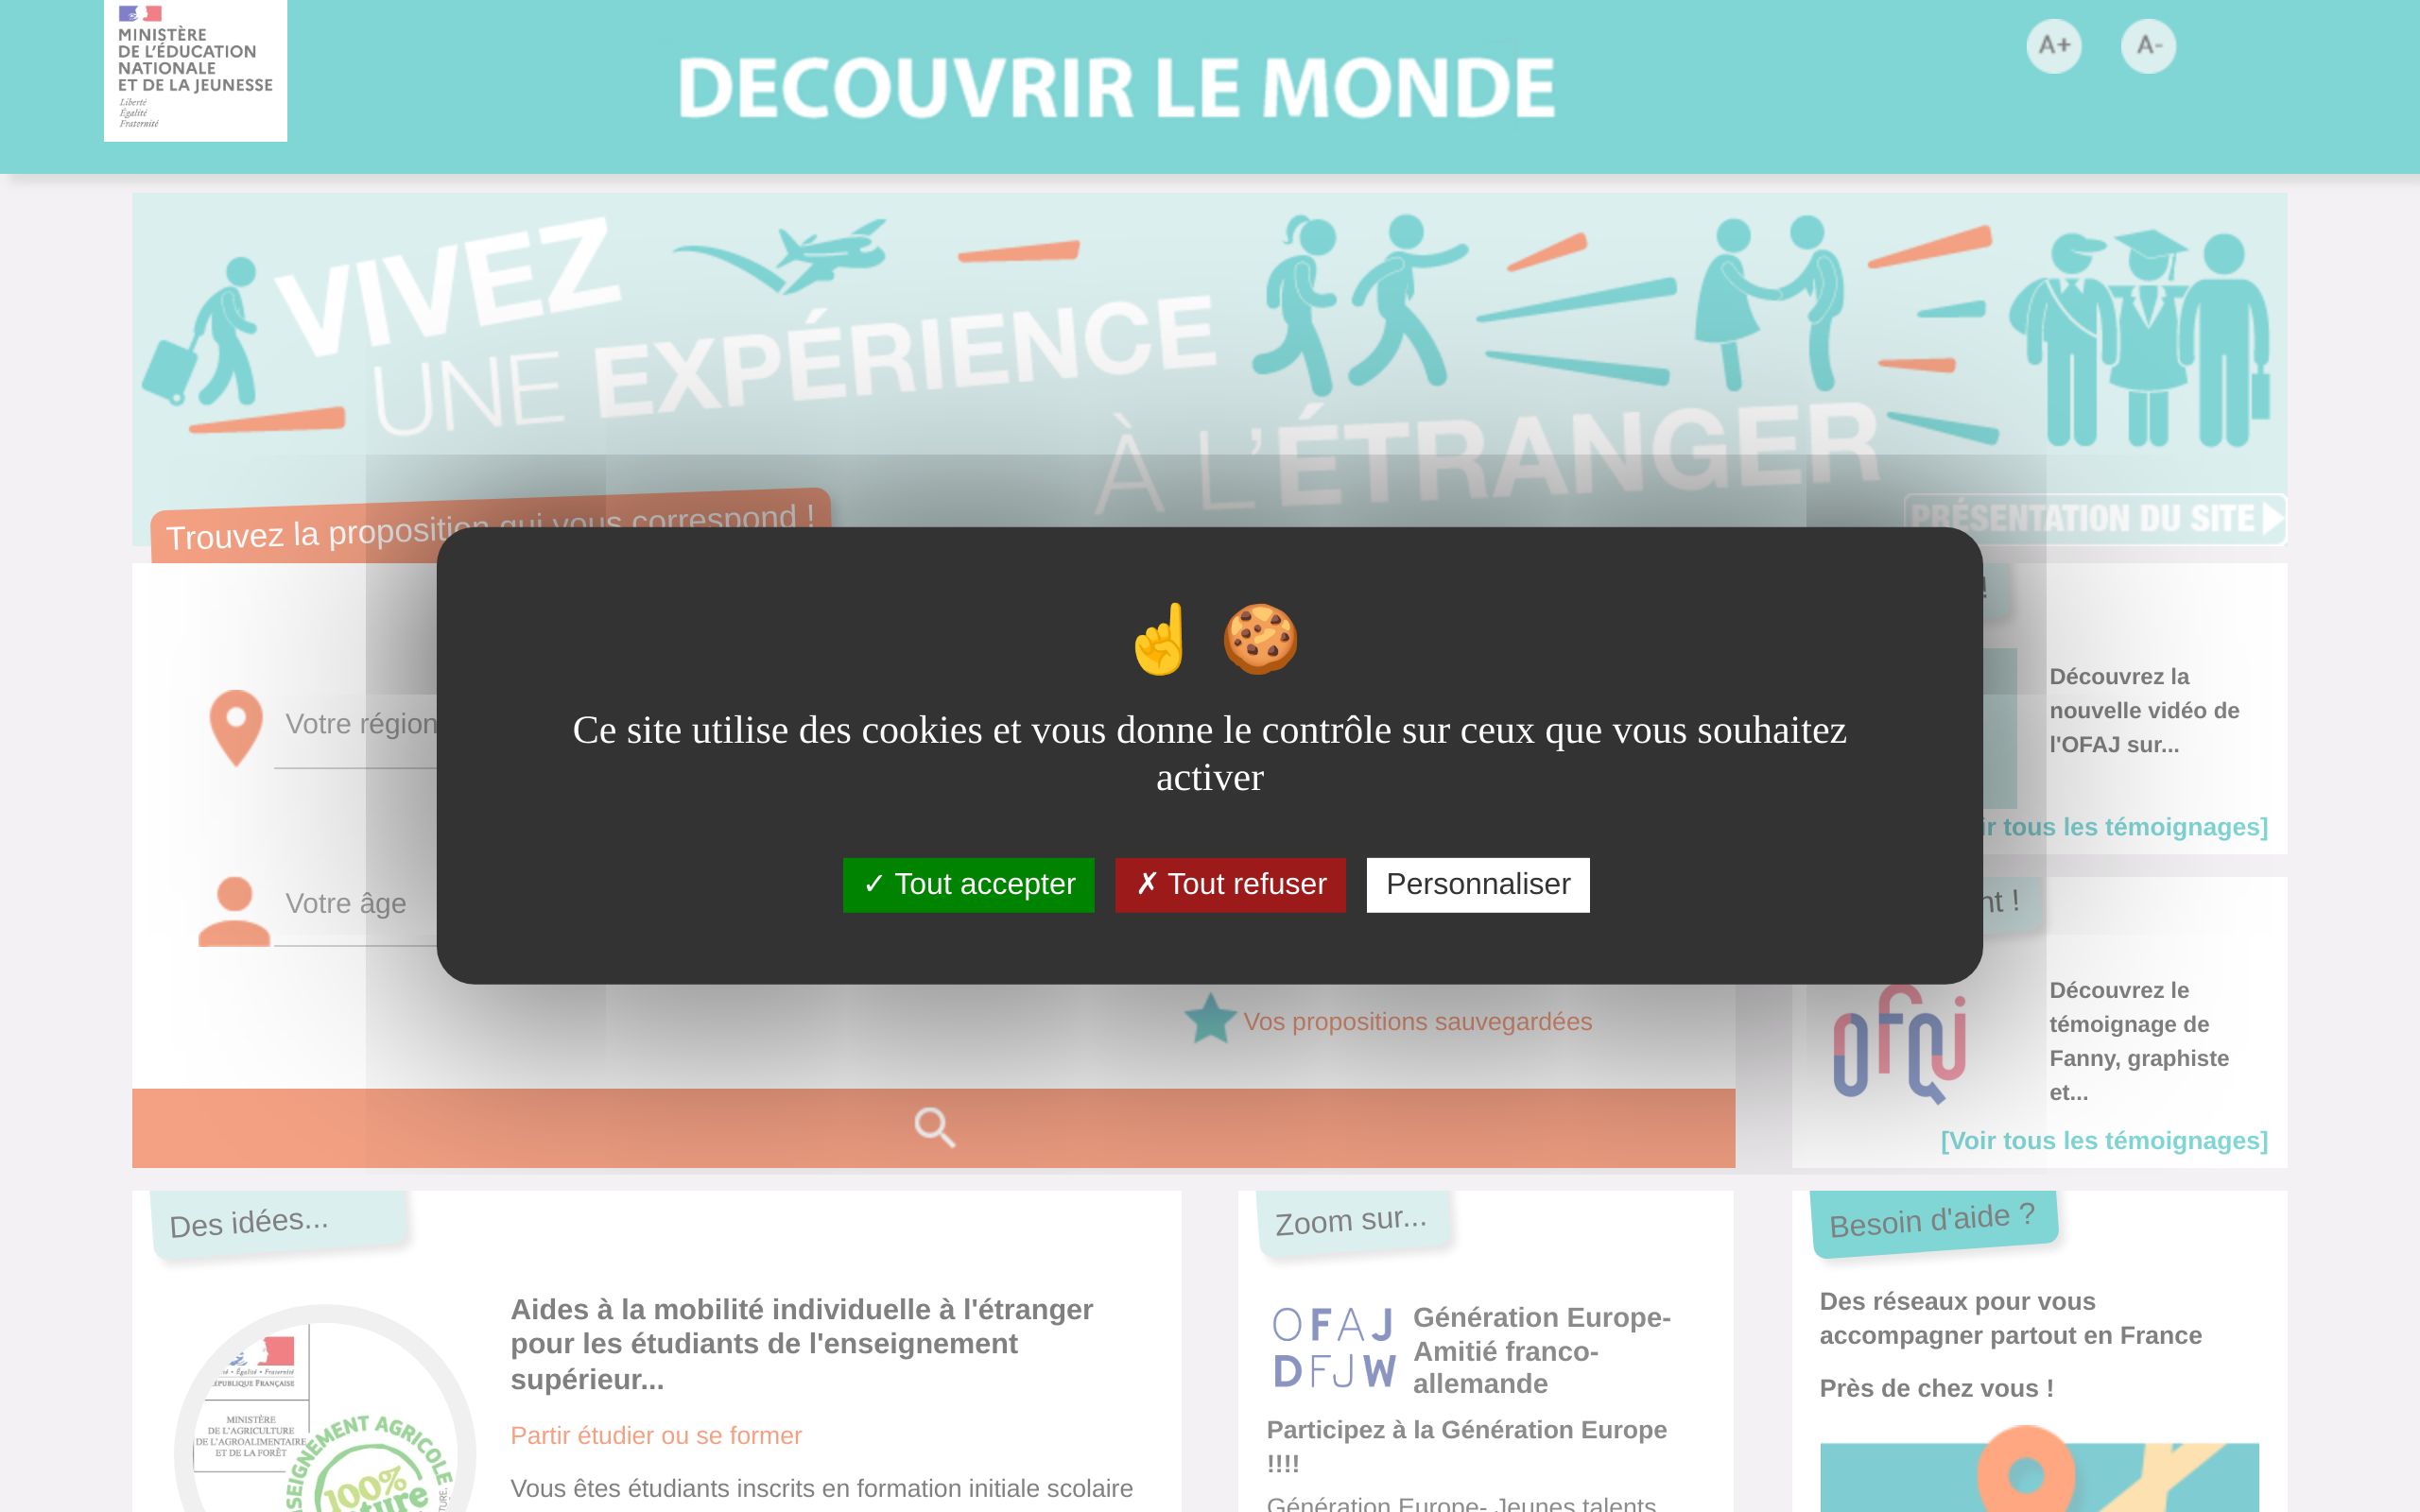 MINISTÈRE
DE L'ÉDUCATION
NATIONALE
ET DE LA JEUNESSE
Liberté
Égalité
Fraternité
DECOUVRIR LE MONDE
A+
A-
VIVEZ
UNE EXPÉRIENCE
À L'ÉTRANGER
Trouvez la proposition qui vous correspond !
PRÉSENTATION DU SITE
☝️ 🍪
Ce site utilise des cookies et vous donne le contrôle sur ceux que vous souhaitez
activer
✓ Tout accepter
✗ Tout refuser
Personnaliser
Votre région
Votre âge
Vos propositions sauvegardées
!
Découvrez la
nouvelle vidéo de
l'OFAJ sur...
tous les témoignages]
!
ofaj
Découvrez le
témoignage de
Fanny, graphiste
et...
[Voir tous les témoignages]
Des idées...
Aides à la mobilité individuelle à l'étranger
pour les étudiants de l'enseignement
supérieur...
Partir étudier ou se former
Vous êtes étudiants inscrits en formation initiale scolaire
Égalité • Fraternité
RÉPUBLIQUE FRANÇAISE
MINISTÈRE
DE L'AGRICULTURE
DE L'AGROALIMENTAIRE
ET DE LA FORÊT
AGRICOLE
100%
Zoom sur...
OFAJ
DFJW
Génération Europe-
Amitié franco-
allemande
Participez à la Génération Europe
!!!!
Génération Europe- Jeunes talents
Besoin d'aide ?
Des réseaux pour vous
accompagner partout en France
Près de chez vous !